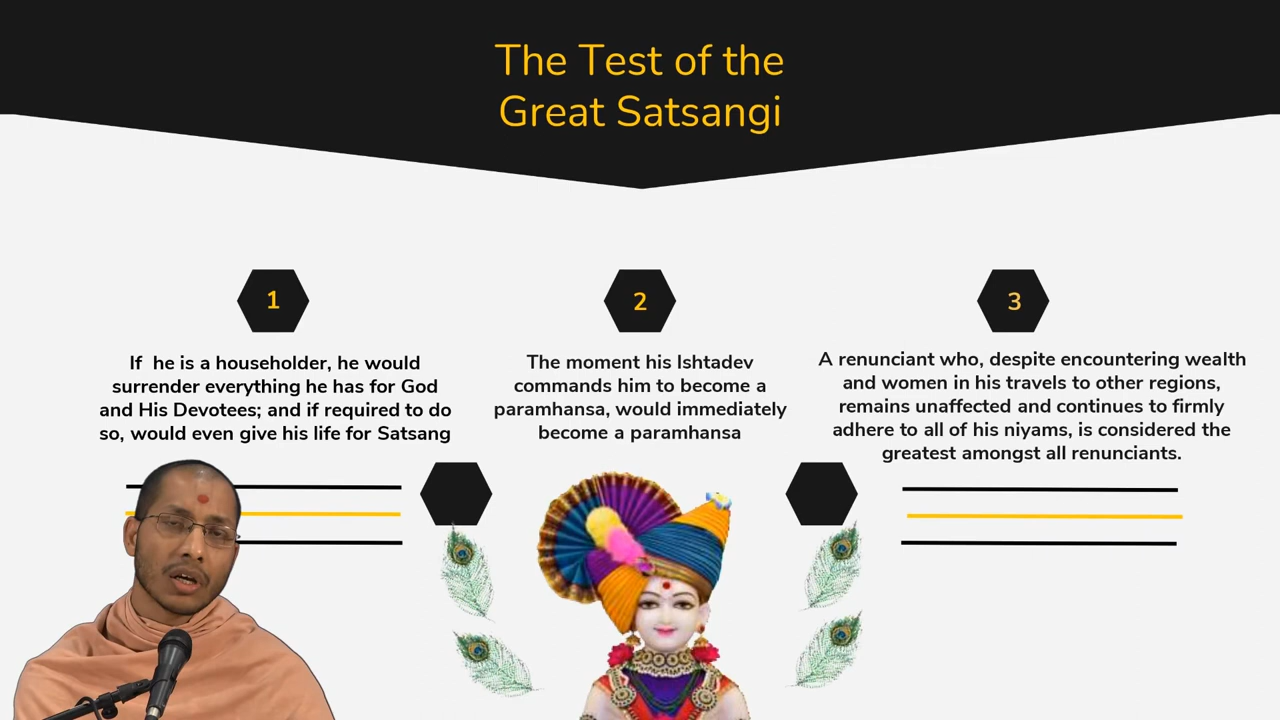 The Test of the
Great Satsangi
1
If  he is a householder, he would
surrender everything he has for God
and His Devotees; and if required to do
so, would even give his life for Satsang
2
The moment his Ishtadev
commands him to become a
paramhansa, would immediately
become a paramhansa
3
A renunciant who, despite encountering wealth
and women in his travels to other regions,
remains unaffected and continues to firmly
adhere to all of his niyams, is considered the
greatest amongst all renunciants.